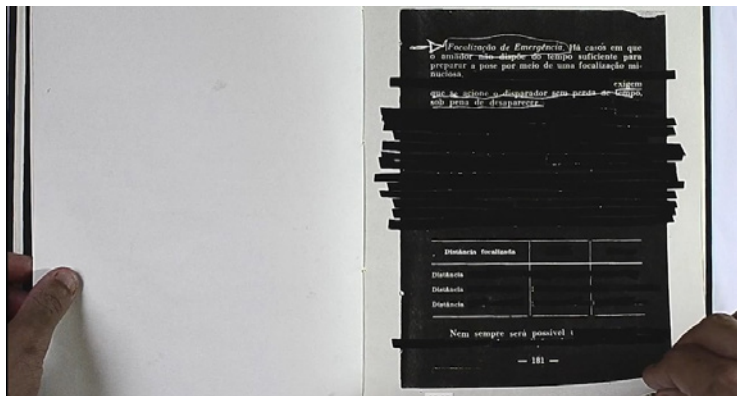 Focalização de Emergência. Há casos em que
o amador não dispõe do tempo suficiente para
preparar a pose por meio de uma focalização mi-
nuciosa.
exigem
que se acione o disparador sem perda de tempo,
sob pena de desaparecer
Distância focalizada
Distância
Distância
Distância
Nem sempre será possível
— 181 —